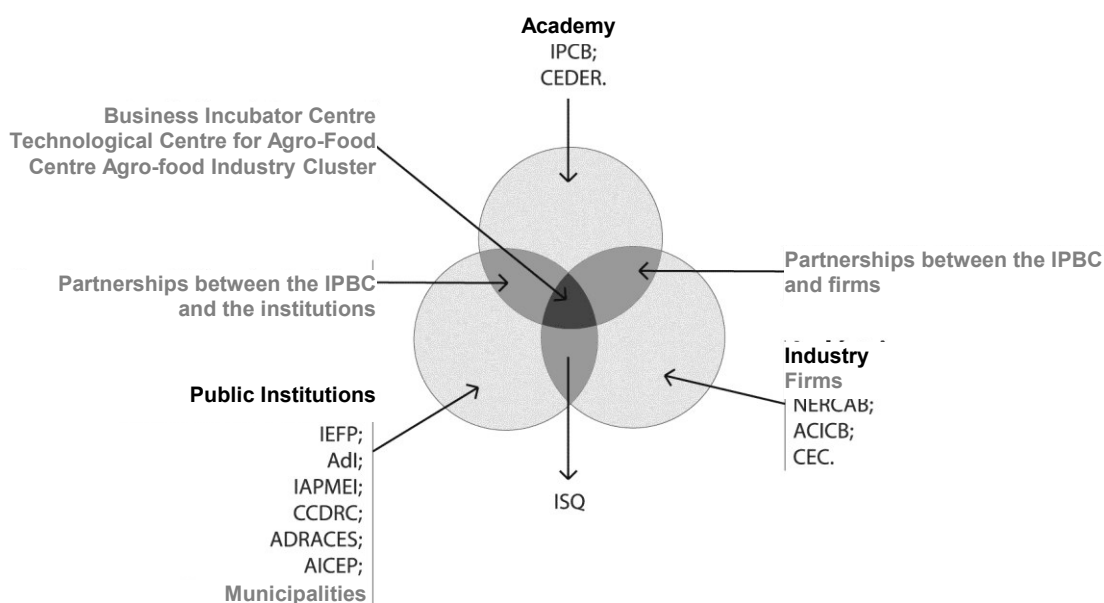 Academy
IPCB;
CEDER.
Business Incubator Centre
Technological Centre for Agro-Food
Centre Agro-food Industry Cluster
Partnerships between the IPBC
and the institutions
Partnerships between the IPBC
and firms
Public Institutions
IEFP;
AdI;
IAPMEI;
CCDRC;
ADRACES;
AICEP;
Municipalities
Industry
Firms
NERCAB;
ACICB;
CEC.
ISQ